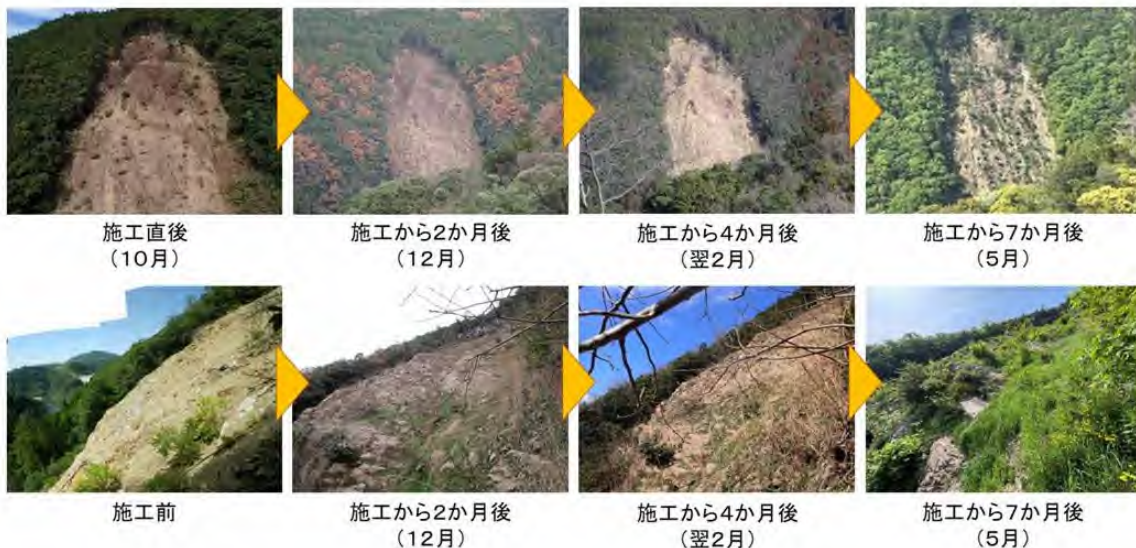 施工直後
(10月)
施工から2か月後
(12月)
施工から4か月後
(翌2月)
施工から7か月後
(5月)
施工前
施工から2か月後
(12月)
施工から4か月後
(翌2月)
施工から7か月後
(5月)